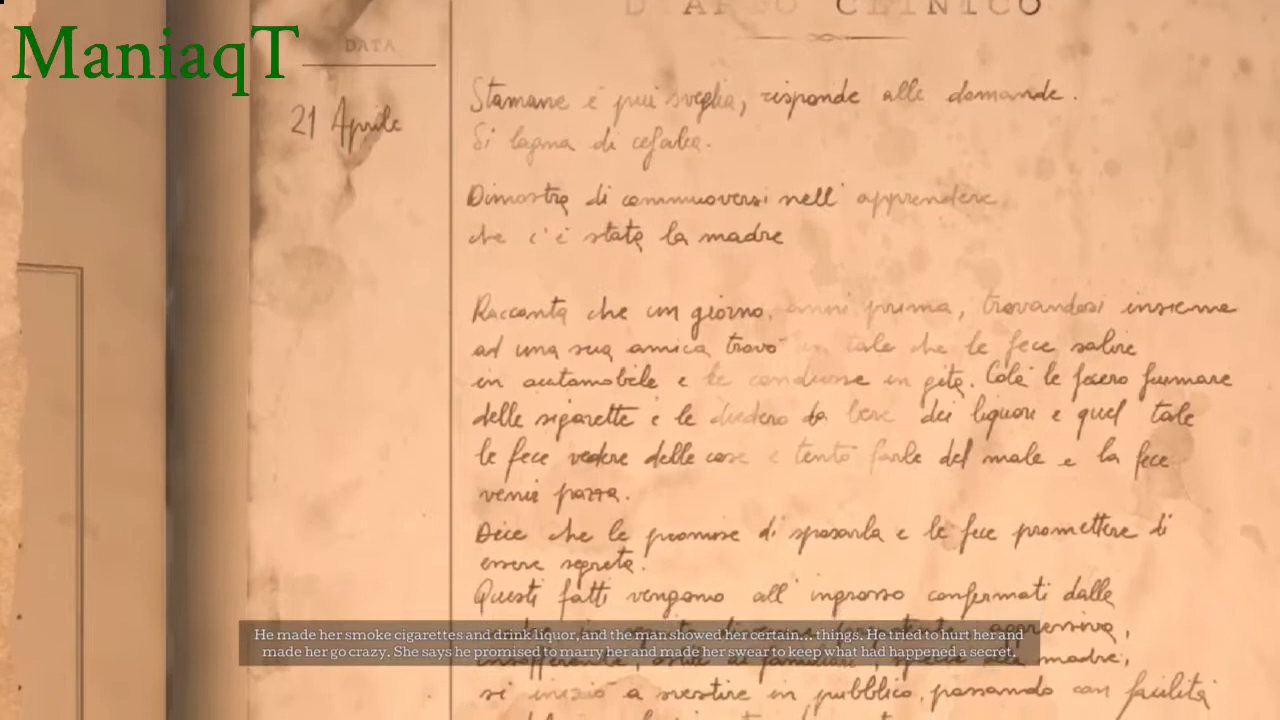 ManiaqT
DIARIO CLINICO
DATA
21 Aprile
Stamane è più sveglia, risponde alle domande.
Si lagna di cefalea.
Dimostra di commuoversi nell' apprendere
che c'è stata la madre
Racconta che un giorno, anni prima, trovandosi insieme
ad una sua amica, trovò un tale che le fece salire
in automobile e le condusse in gita. Colà le fecero fumare
delle sigarette e le diedero da bere dei liquori e quel tale
le fece vedere delle cose e tentò farle del male e la fece
venir pazza.
Dice che le promise di sposarla e le fece promettere di
essere segreta.
Questi fatti vengono all' ingrosso confermati dalla
aggressiva,
He made her smoke cigarettes and drink liquor, and the man showed her certain... things. He tried to hurt her and
made her go crazy. She says he promised to marry her and made her swear to keep what had happened a secret.
madre,
si iniziò a svestire in pubblico, passando con facilità